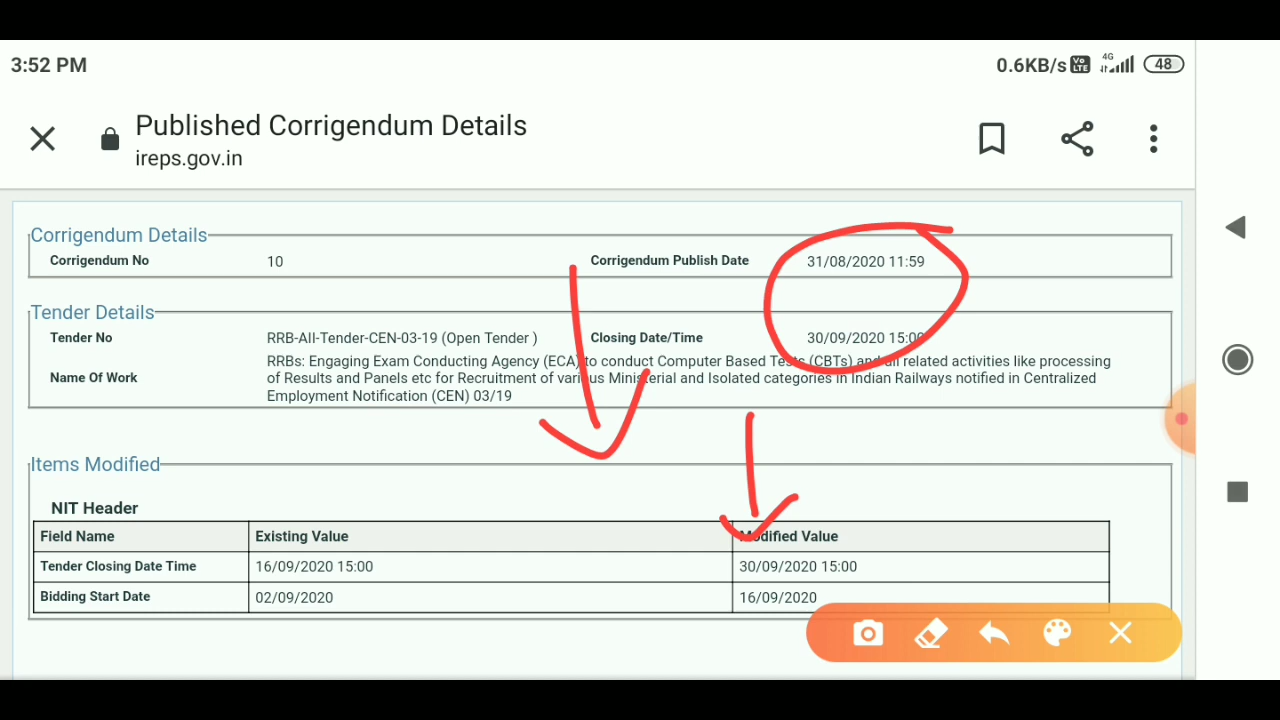 3:52 PM
0.6KB/s Vo LTE 4G 48
Published Corrigendum Details
ireps.gov.in
Corrigendum Details
Corrigendum No 10 Corrigendum Publish Date 31/08/2020 11:59
Tender Details
Tender No RRB-All-Tender-CEN-03-19 (Open Tender ) Closing Date/Time 30/09/2020 15:00
Name Of Work RRBs: Engaging Exam Conducting Agency (ECA) to conduct Computer Based Tests (CBTs) and all related activities like processing
of Results and Panels etc for Recruitment of various Ministerial and Isolated categories in Indian Railways notified in Centralized
Employment Notification (CEN) 03/19
Items Modified
NIT Header
Field Name Existing Value Modified Value
Tender Closing Date Time 16/09/2020 15:00 30/09/2020 15:00
Bidding Start Date 02/09/2020 16/09/2020